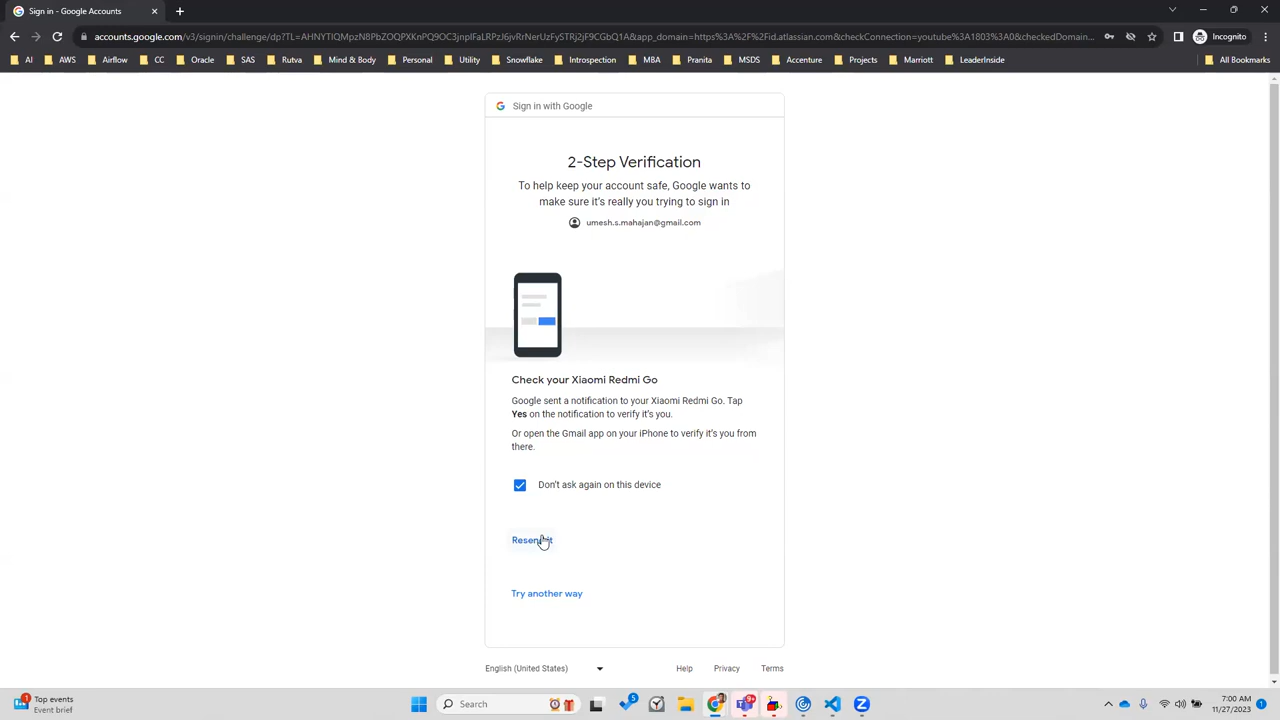 Sign in - Google Accounts
accounts.google.com/v3/signin/challenge/dp?TL=AHNYTIQMpzN8PbZOQPXKnPQ9OC3jnpIFaLRPzJ6jvRrNerUzFySTRJ2jF9CGbQ1A&app_domain=https%3A%2F%2Fid.atlassian.com&checkConnection=youtube%3A1803%3A0&checkedDomain...
Incognito
AI AWS Airflow CC Oracle SAS Rutva Mind & Body Personal Utility Snowflake Introspection MBA Pranita MSDS Accenture Projects Marriott LeaderInside All Bookmarks
Sign in with Google
2-Step Verification
To help keep your account safe, Google wants to
make sure it's really you trying to sign in
umesh.s.mahajan@gmail.com
Check your Xiaomi Redmi Go
Google sent a notification to your Xiaomi Redmi Go. Tap
Yes on the notification to verify it's you.
Or open the Gmail app on your iPhone to verify it's you from
there.
Don't ask again on this device
Resend it
Try another way
English (United States) Help Privacy Terms
1 Top events
Event brief
Search
5
9+
7:00 AM
11/27/2023
1